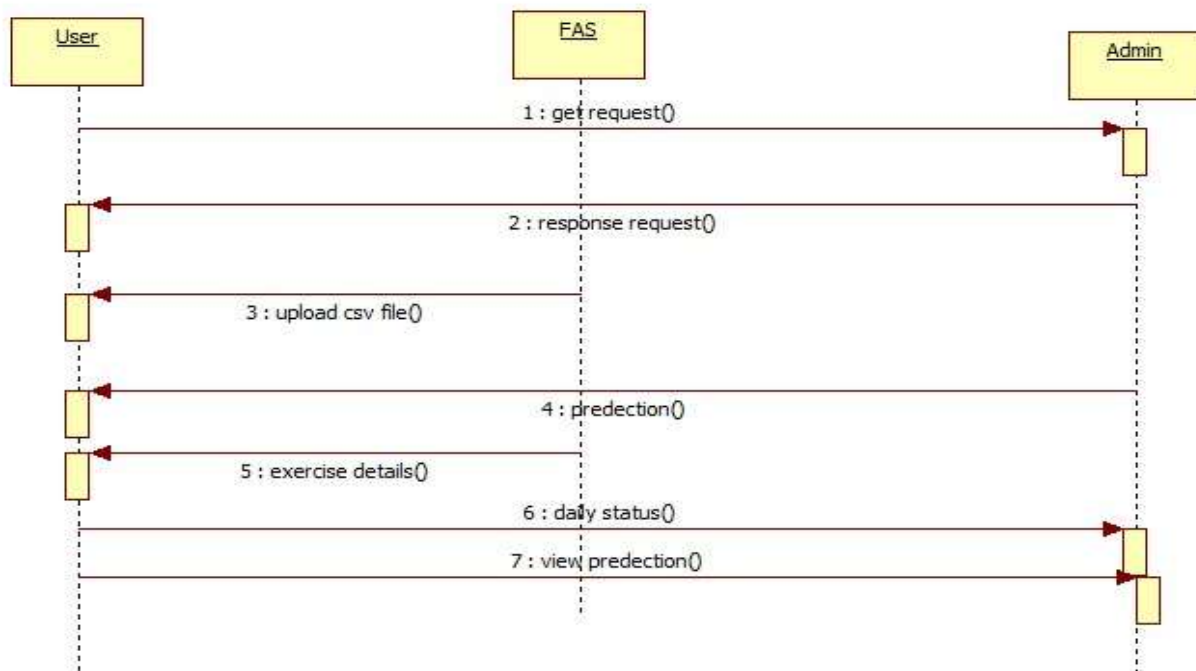 User
FAS
Admin
1 : get request()
2 : response request()
3 : upload csv file()
4 : predection()
5 : exercise details()
6 : daily status()
7 : view predection()